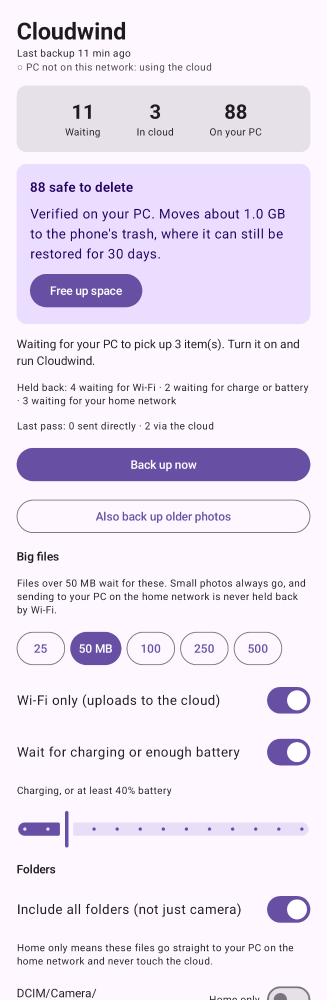 Cloudwind
Last backup 11 min ago
○ PC not on this network: using the cloud
11 3 88
Waiting In cloud On your PC
88 safe to delete
Verified on your PC. Moves about 1.0 GB
to the phone's trash, where it can still be
restored for 30 days.
Free up space
Waiting for your PC to pick up 3 item(s). Turn it on and
run Cloudwind.
Held back: 4 waiting for Wi-Fi · 2 waiting for charge or battery
· 3 waiting for your home network
Last pass: 0 sent directly · 2 via the cloud
Back up now
Also back up older photos
Big files
Files over 50 MB wait for these. Small photos always go, and
sending to your PC on the home network is never held back
by Wi-Fi.
25 50 MB 100 250 500
Wi-Fi only (uploads to the cloud)
Wait for charging or enough battery
Charging, or at least 40% battery
Folders
Include all folders (not just camera)
Home only means these files go straight to your PC on the
home network and never touch the cloud.
DCIM/Camera/
Home only